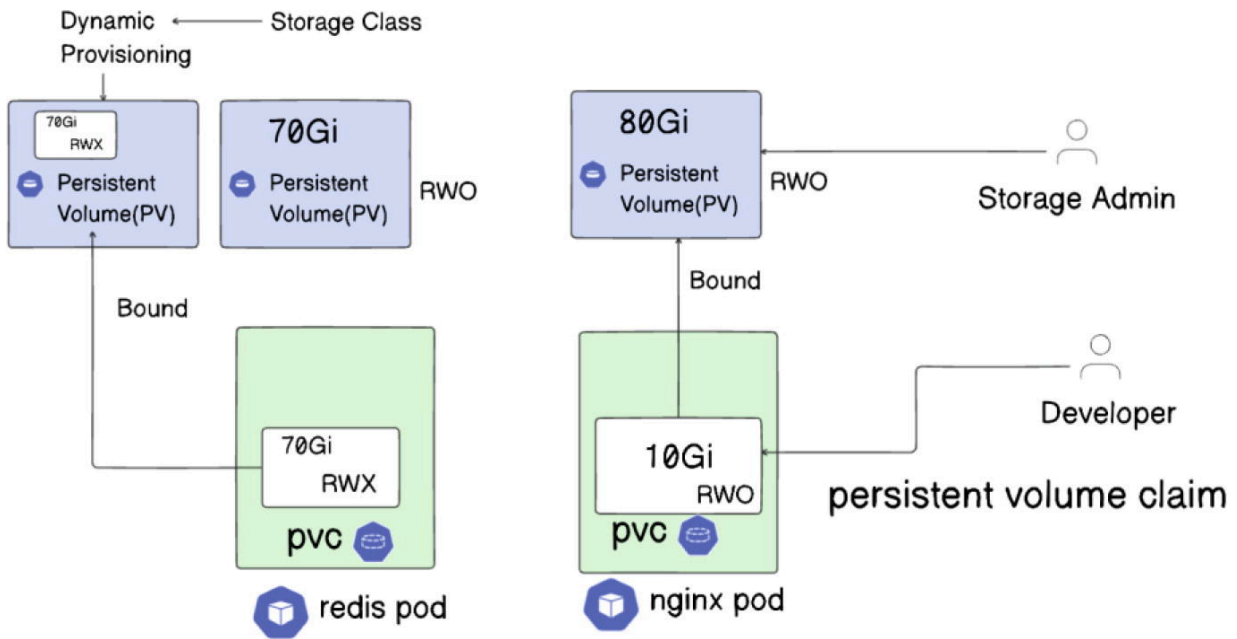 Dynamic
Provisioning
Storage Class
70Gi
RWX
Persistent
Volume(PV)
70Gi
Persistent
Volume(PV)
RWO
80Gi
Persistent
Volume(PV)
RWO
Storage Admin
Bound
Bound
70Gi
RWX
pvc
redis pod
10Gi
RWO
pvc
nginx pod
Developer
persistent volume claim